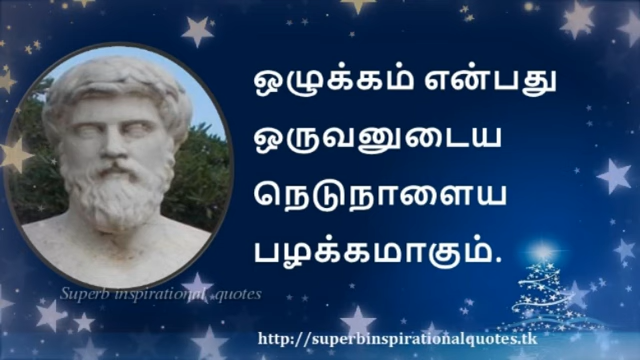 ஒழுக்கம் என்பது
ஒருவனுடைய
நெடுநாளைய
பழக்கமாகும்.
Superb inspirational quotes
http://superbinspirationalquotes.tk